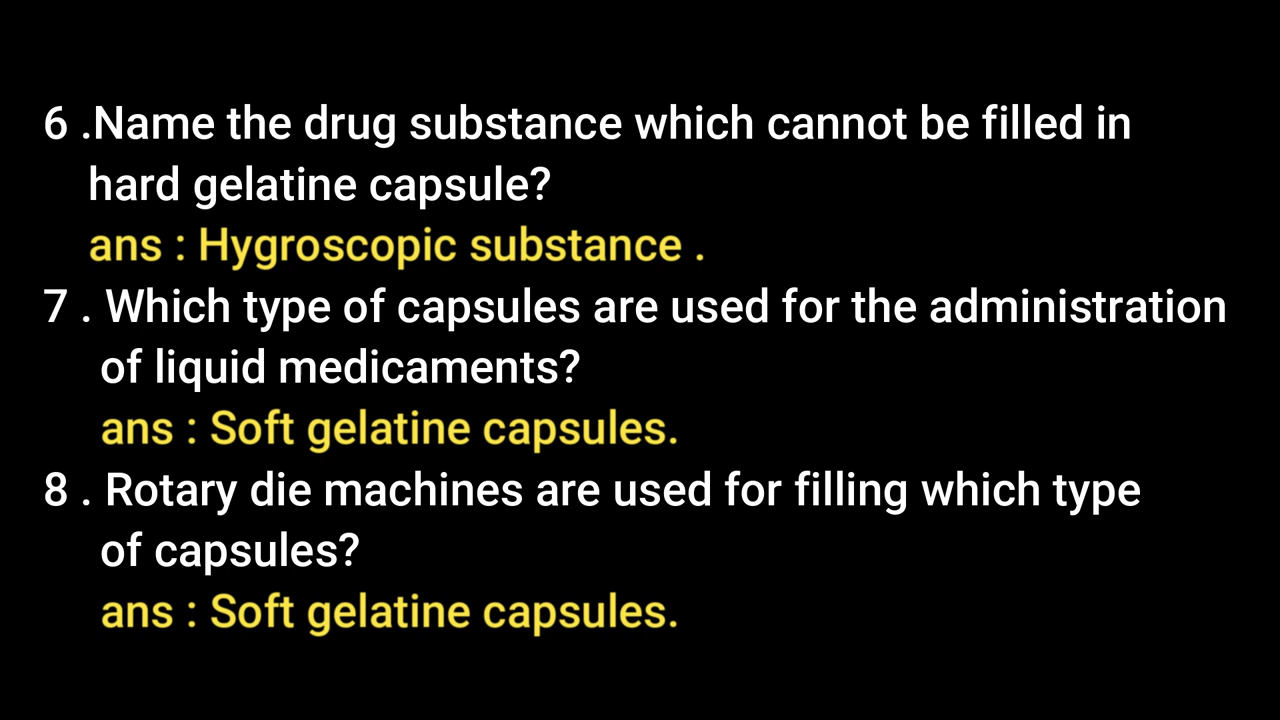 6 .Name the drug substance which cannot be filled in
hard gelatine capsule?
ans : Hygroscopic substance .
7 . Which type of capsules are used for the administration
of liquid medicaments?
ans : Soft gelatine capsules.
8 . Rotary die machines are used for filling which type
of capsules?
ans : Soft gelatine capsules.